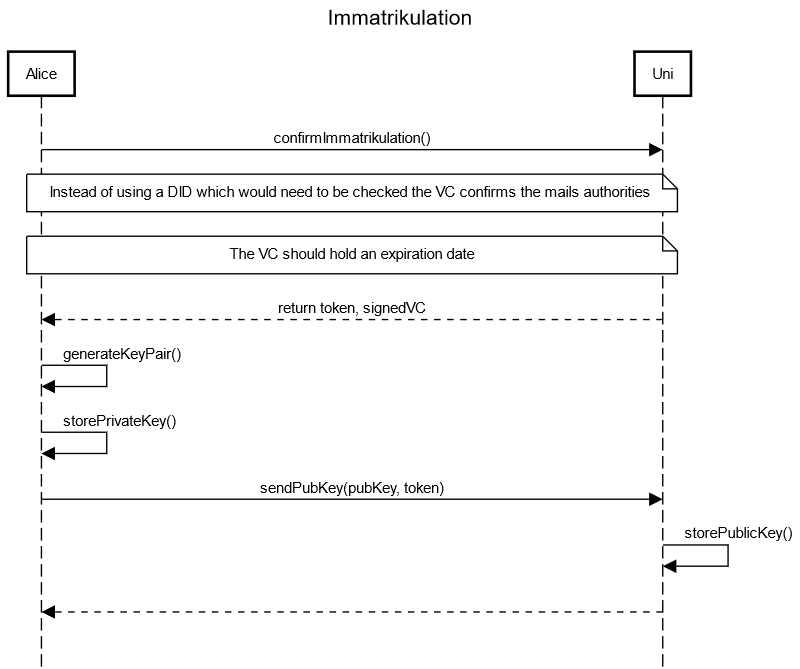 Immatrikulation
Alice
Uni
confirmImmatrikulation()
Instead of using a DID which would need to be checked the VC confirms the mails authorities
The VC should hold an expiration date
return token, signedVC
generateKeyPair()
storePrivateKey()
sendPubKey(pubKey, token)
storePublicKey()